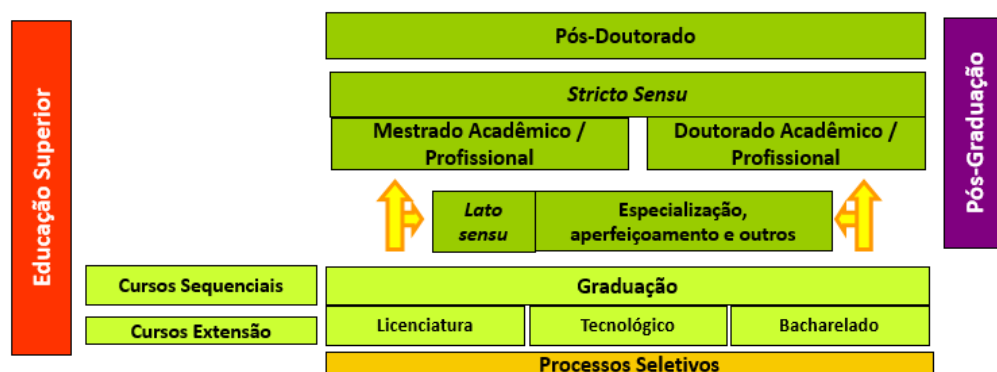 Educação Superior
Pós-Doutorado
Pós-Graduação
Stricto Sensu
Mestrado Acadêmico /
Profissional
Doutorado Acadêmico /
Profissional
Lato
sensu
Especialização,
aperfeiçoamento e outros
Cursos Sequenciais
Graduação
Cursos Extensão
Licenciatura
Tecnológico
Bacharelado
Processos Seletivos